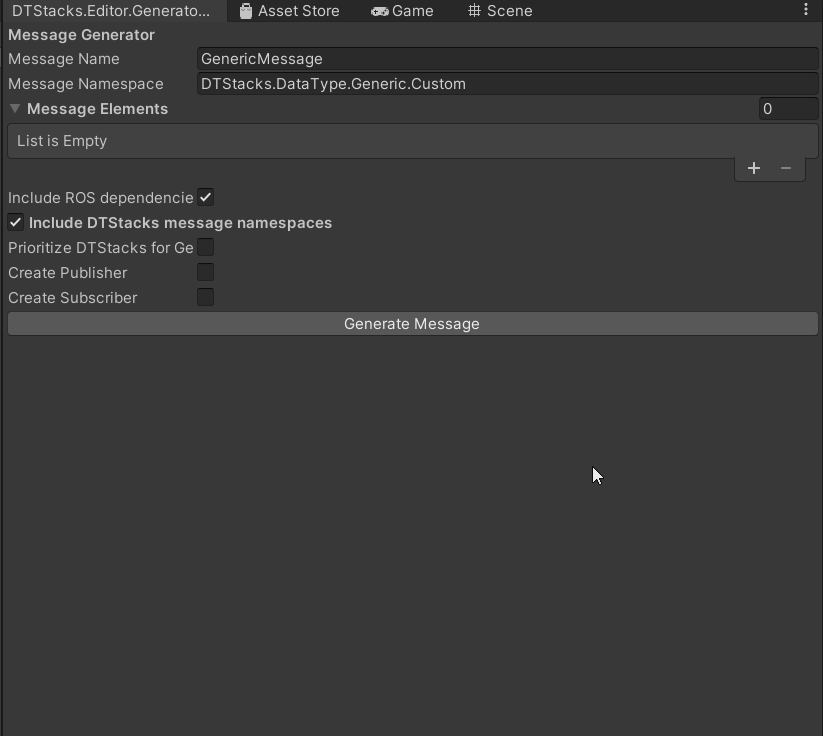 DTStacks.Editor.Generato... Asset Store Game Scene
Message Generator
Message Name GenericMessage
Message Namespace DTStacks.DataType.Generic.Custom
Message Elements 0
List is Empty
+ −
Include ROS dependencie
Include DTStacks message namespaces
Prioritize DTStacks for Ge
Create Publisher
Create Subscriber
Generate Message